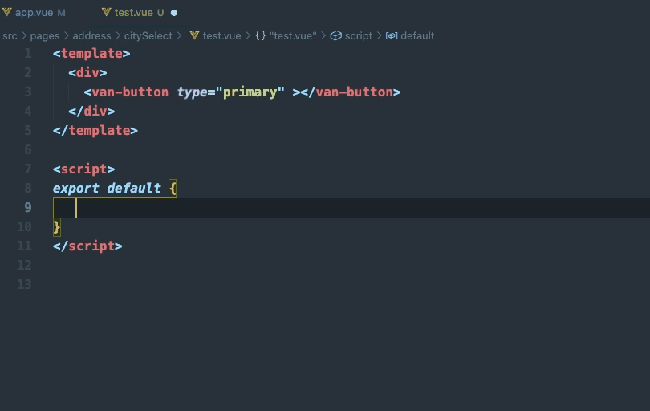 app.vue M test.vue U
src > pages > address > citySelect > test.vue > {} "test.vue" > script > default
1 <template>
2 <div>
3 <van-button type="primary" ></van-button>
4 </div>
5 </template>
6
7 <script>
8 export default {
9
10 }
11 </script>
12
13